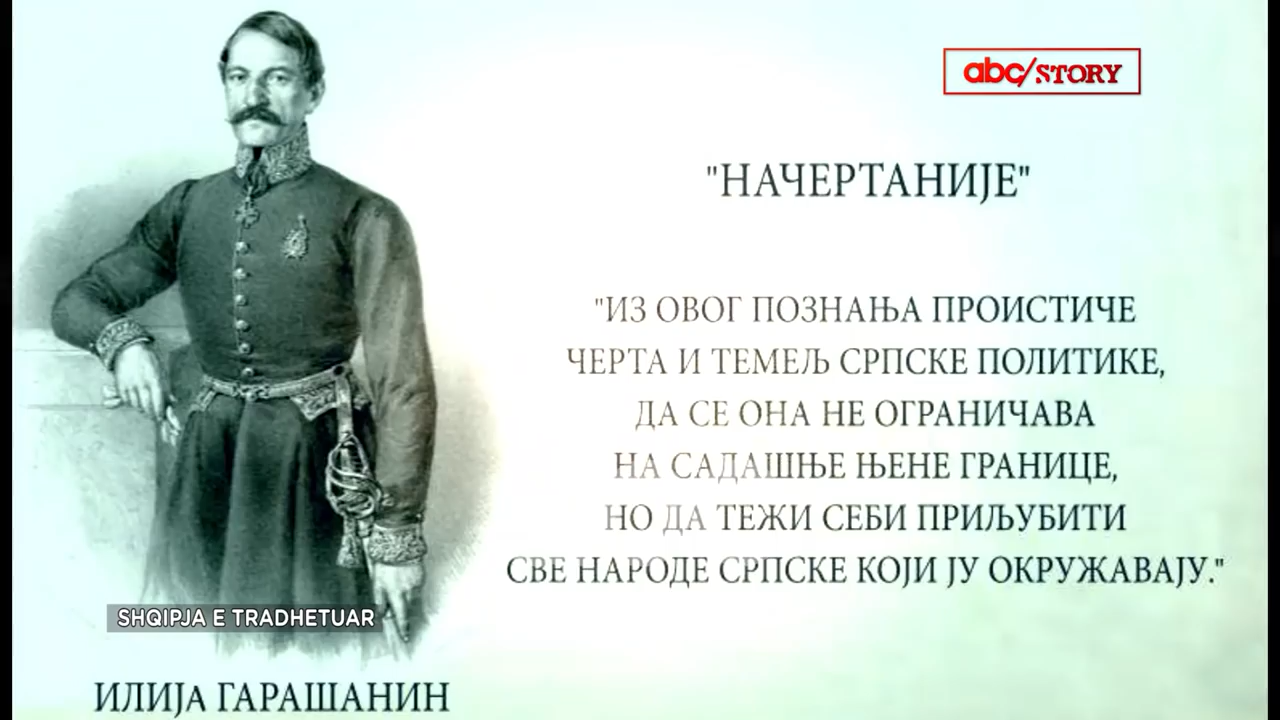 abc/STORY
"НАЧЕРТАНИЈЕ"
"ИЗ ОВОГ ПОЗНАЊА ПРОИСТИЧЕ
ЧЕРТА И ТЕМЕЉ СРПСКЕ ПОЛИТИКЕ,
ДА СЕ ОНА НЕ ОГРАНИЧАВА
НА САДАШЊЕ ЊЕНЕ ГРАНИЦЕ,
НО ДА ТЕЖИ СЕБИ ПРИЉУБИТИ
СВЕ НАРОДЕ СРПСКЕ КОЈИ ЈУ ОКРУЖАВАЈУ."
SHQIPJA E TRADHETUAR
ИЛИЈА ГАРАШАНИН